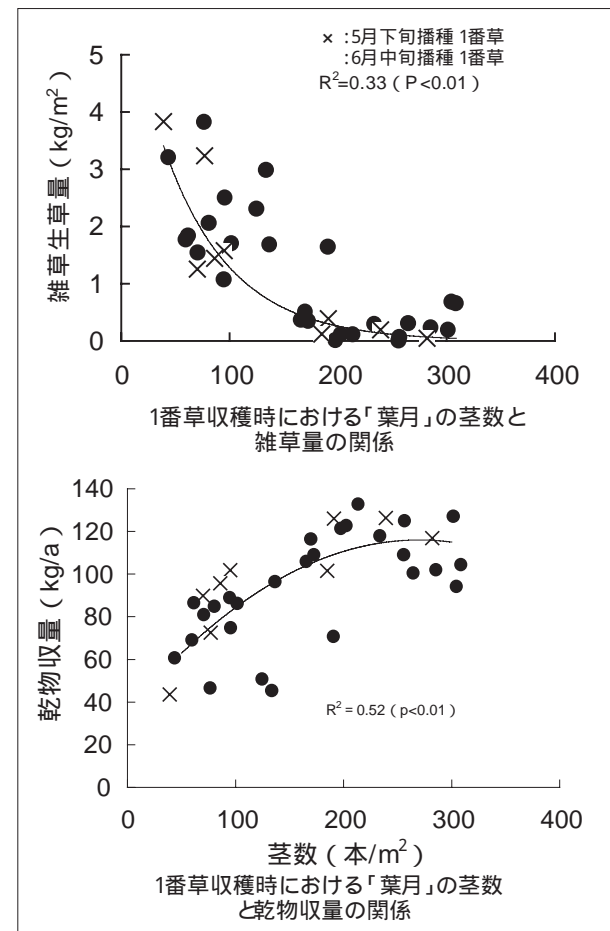 ×:5月下旬播種 1番草
:6月中旬播種 1番草
R²=0.33(P<0.01)
雑草生草量(kg/m²)
5
4
3
2
1
0
0 100 200 300 400
1番草収穫時における「葉月」の茎数と
雑草量の関係
乾物収量(kg/a)
140
120
100
80
60
40
20
0
R² = 0.52 ( p<0.01 )
0 100 200 300 400
茎数(本/m²)
1番草収穫時における「葉月」の茎数
と乾物収量の関係